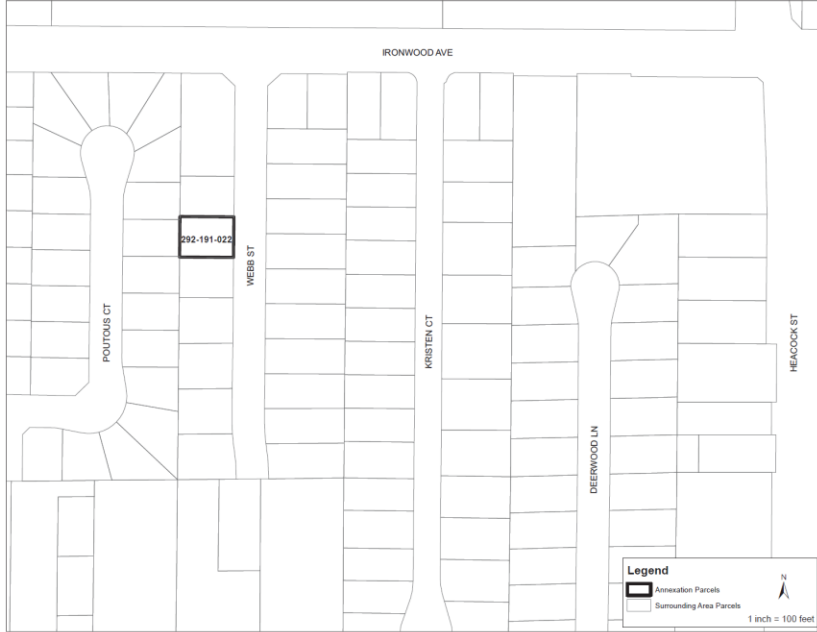 IRONWOOD AVE
292-191-022
WEBB ST
POUTOUS CT
KRISTEN CT
HEACOCK ST
DEERWOOD LN
Legend
Annexation Parcels
Surrounding Area Parcels
N
1 inch = 100 feet